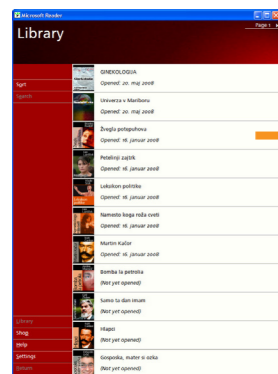 Microsoft Reader
Library
Page 1
Sort
Search
GINEKOLOGIJA
Opened: 20. maj 2008
Univerza v Mariboru
Opened: 20. maj 2008
Žvegla potepuhova
Opened: 16. januar 2008
Petelinji zajtrk
Opened: 16. januar 2008
Leksikon politike
Opened: 16. januar 2008
Namesto koga roža cveti
Opened: 16. januar 2008
Martin Kačur
Opened: 16. januar 2008
Bomba la petrolia
(Not yet opened)
Samo ta dan imam
(Not yet opened)
Hlapci
(Not yet opened)
Gosposka, mater si ozka
(Not yet opened)
Library
Shop
Help
Settings
Return